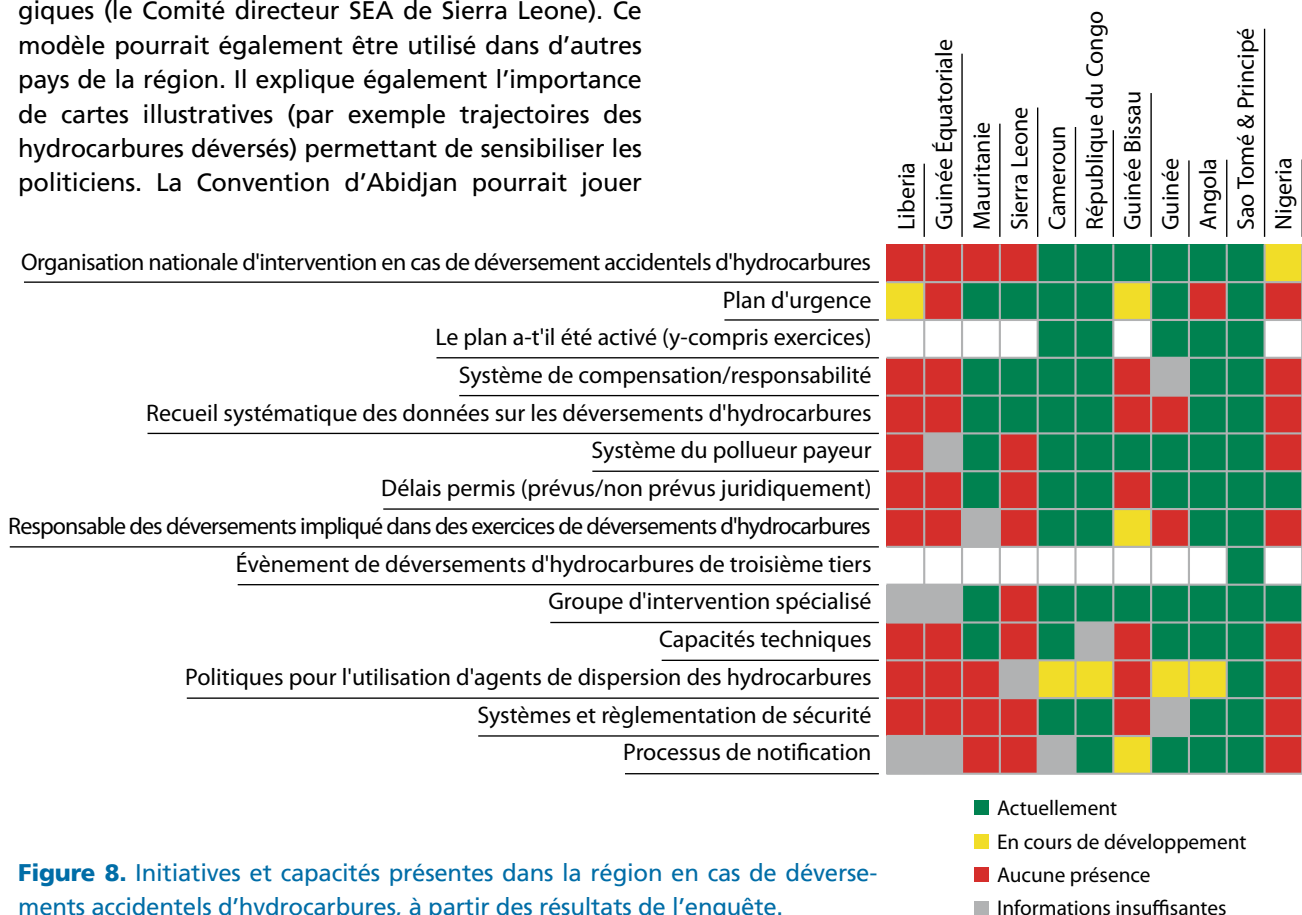 giques (le Comité directeur SEA de Sierra Leone). Ce
modèle pourrait également être utilisé dans d’autres
pays de la région. Il explique également l’importance
de cartes illustratives (par exemple trajectoires des
hydrocarbures déversés) permettant de sensibiliser les
politiciens. La Convention d’Abidjan pourrait jouer
Liberia
Guinée Équatoriale
Mauritanie
Sierra Leone
Cameroun
République du Congo
Guinée Bissau
Guinée
Angola
Sao Tomé & Principé
Nigeria
Organisation nationale d'intervention en cas de déversement accidentels d'hydrocarbures
Plan d'urgence
Le plan a-t'il été activé (y-compris exercices)
Système de compensation/responsabilité
Recueil systématique des données sur les déversements d'hydrocarbures
Système du pollueur payeur
Délais permis (prévus/non prévus juridiquement)
Responsable des déversements impliqué dans des exercices de déversements d'hydrocarbures
Évènement de déversements d'hydrocarbures de troisième tiers
Groupe d'intervention spécialisé
Capacités techniques
Politiques pour l'utilisation d'agents de dispersion des hydrocarbures
Systèmes et règlementation de sécurité
Processus de notification
Actuellement
En cours de développement
Aucune présence
Informations insuffisantes
Figure 8. Initiatives et capacités présentes dans la région en cas de déverse-
ments accidentels d’hydrocarbures, à partir des résultats de l’enquête.